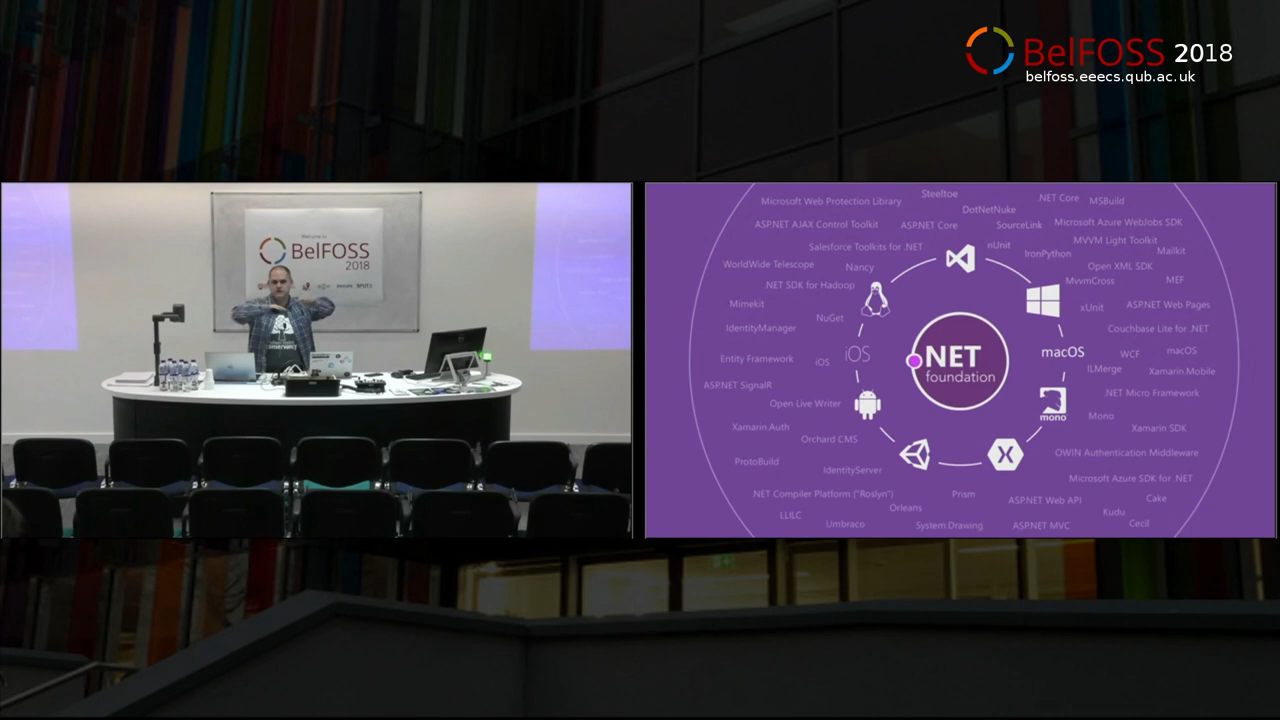 BelFOSS 2018
belfoss.eeecs.qub.ac.uk
Welcome to
BelFOSS
2018
Steeltoe
Microsoft Web Protection Library
.NET Core
MSBuild
DotNetNuke
ASP.NET AJAX Control Toolkit
ASP.NET Core
SourceLink
Microsoft Azure WebJobs SDK
Salesforce Toolkits for .NET
nUnit
MVVM Light Toolkit
IronPython
Mailkit
WorldWide Telescope
Nancy
Open XML SDK
.NET SDK for Hadoop
MvvmCross
MEF
Mimekit
NuGet
xUnit
ASP.NET Web Pages
IdentityManager
Couchbase Lite for .NET
Entity Framework
iOS
iOS
.NET
foundation
macOS
WCF
macOS
ILMerge
Xamarin.Mobile
ASP.NET SignalR
.NET Micro Framework
Open Live Writer
mono
Mono
Xamarin.Auth
Xamarin SDK
Orchard CMS
OWIN Authentication Middleware
ProtoBuild
IdentityServer
Microsoft Azure SDK for .NET
.NET Compiler Platform ("Roslyn")
Prism
ASP.NET Web API
Cake
Orleans
Kudu
LLILC
Umbraco
System.Drawing
ASP.NET MVC
Cecil